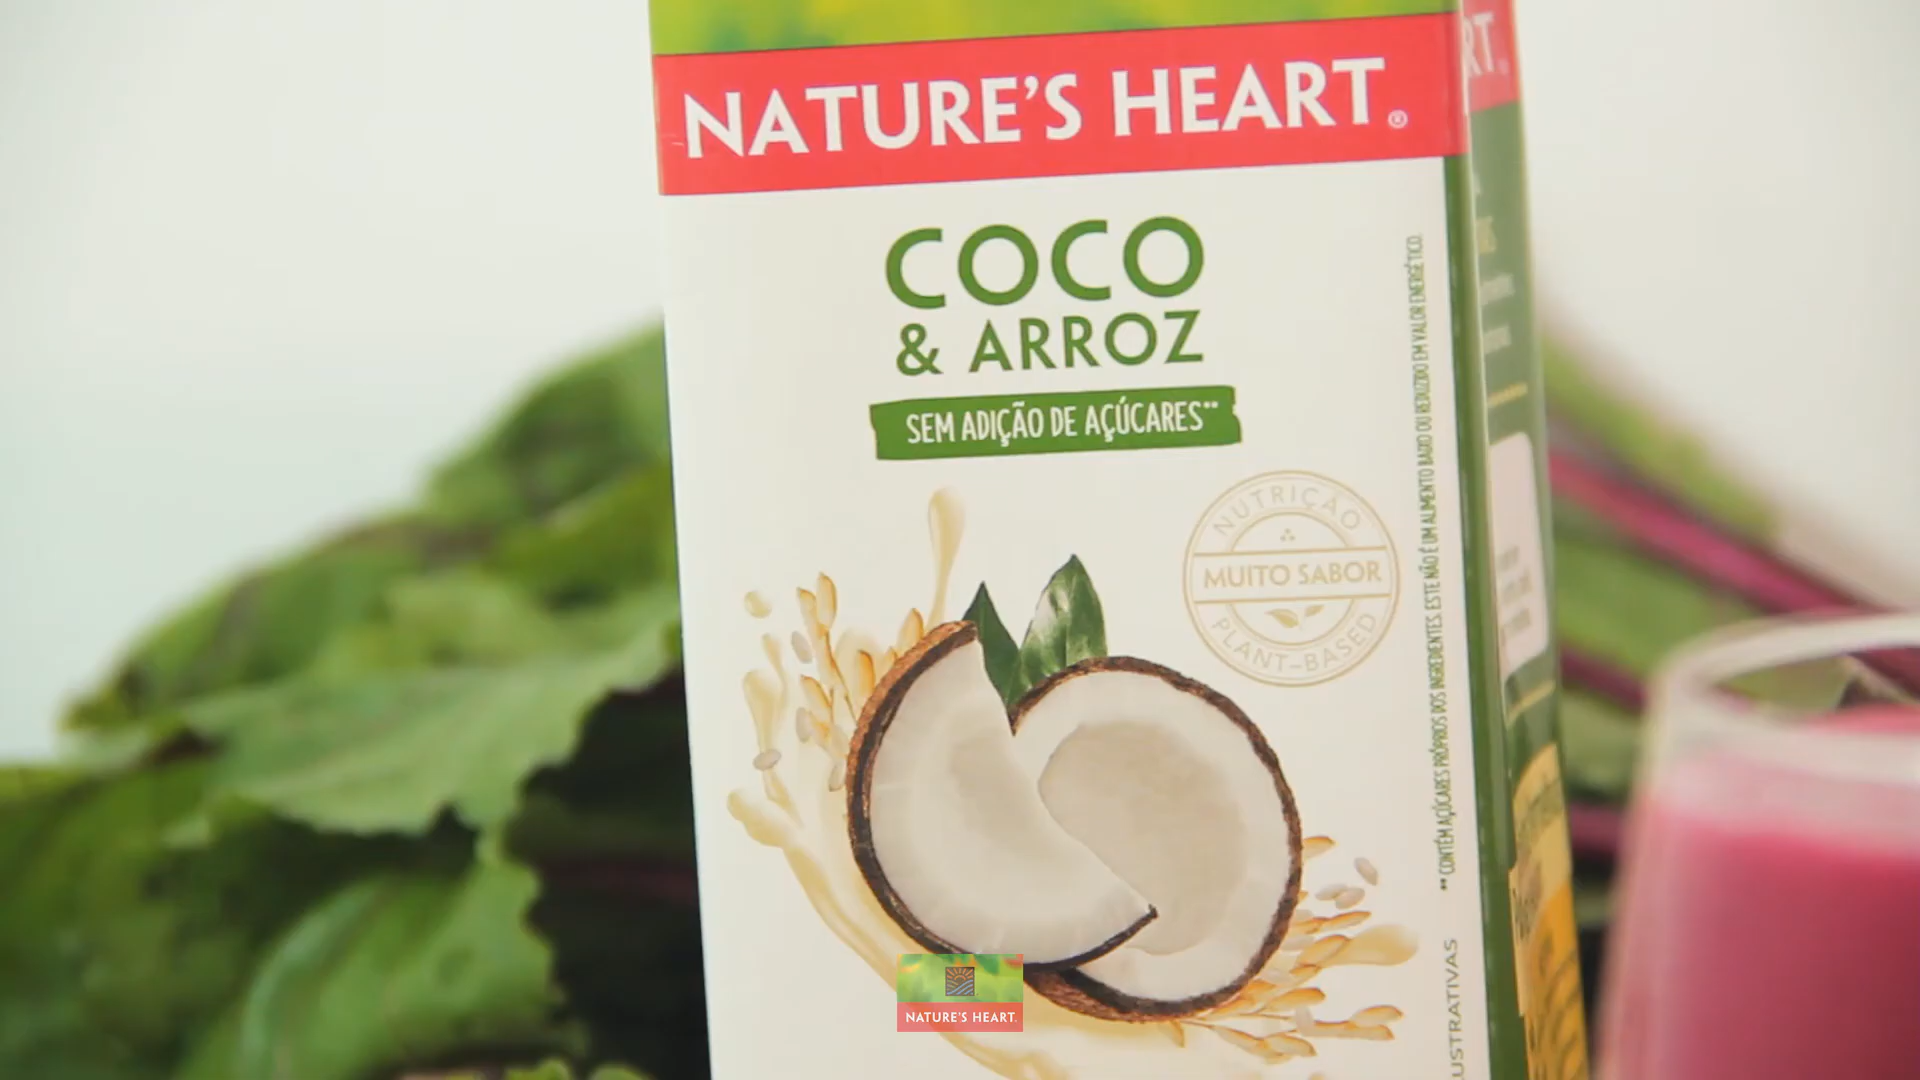 NATURE'S HEART®
RT
COCO
& ARROZ
SEM ADIÇÃO DE AÇÚCARES**
NUTRIÇÃO
MUITO SABOR
PLANT-BASED
** CONTÉM AÇÚCARES PRÓPRIOS DOS INGREDIENTES. ESTE NÃO É UM ALIMENTO BAIXO OU REDUZIDO EM VALOR ENERGÉTICO.
USTRATIVAS
NATURE'S HEART.